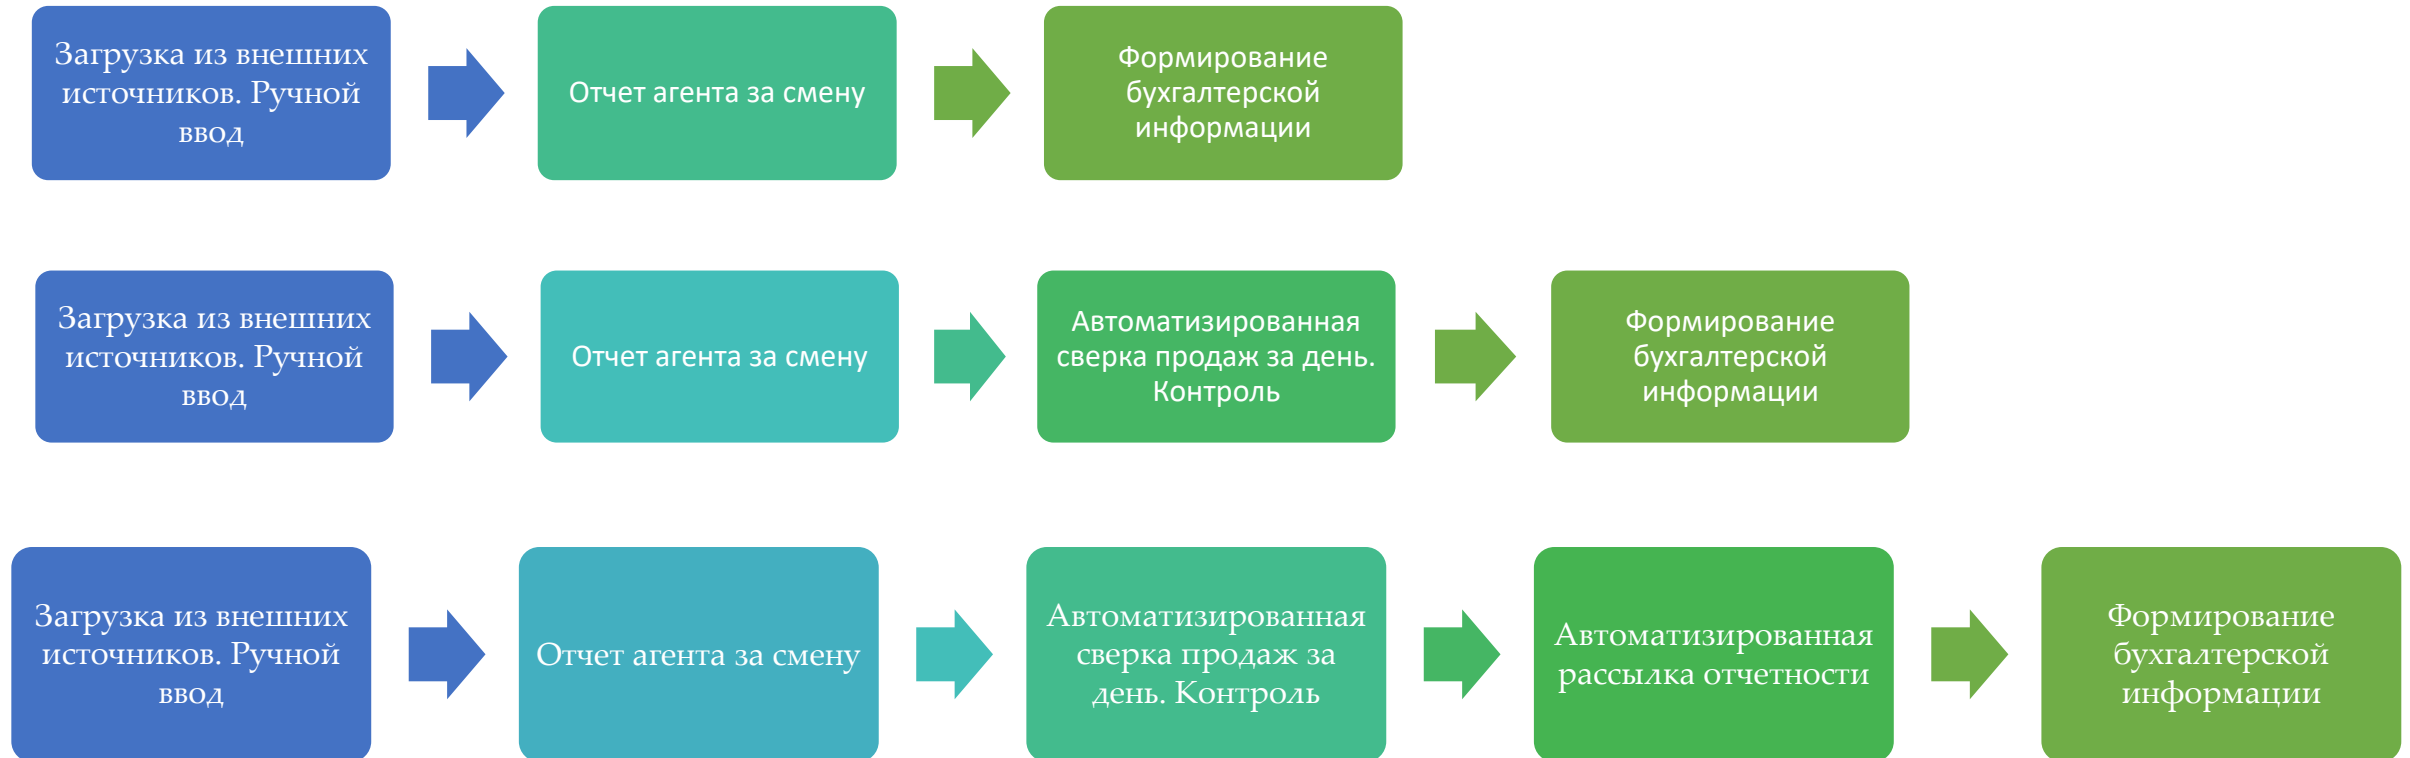 Загрузка из внешних
источников. Ручной
ввод
Отчет агента за смену
Формирование
бухгалтерской
информации
Загрузка из внешних
источников. Ручной
ввод
Отчет агента за смену
Автоматизированная
сверка продаж за день.
Контроль
Формирование
бухгалтерской
информации
Загрузка из внешних
источников. Ручной
ввод
Отчет агента за смену
Автоматизированная
сверка продаж за
день. Контроль
Автоматизированная
рассылка отчетности
Формирование
бухгалтерской
информации